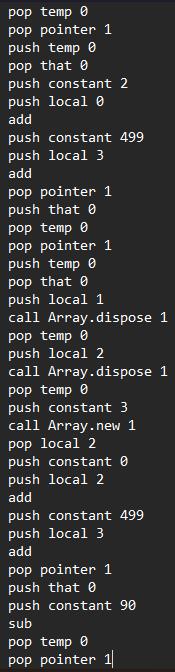 pop temp 0
pop pointer 1
push temp 0
pop that 0
push constant 2
push local 0
add
push constant 499
push local 3
add
pop pointer 1
push that 0
pop temp 0
pop pointer 1
push temp 0
pop that 0
push local 1
call Array.dispose 1
pop temp 0
push local 2
call Array.dispose 1
pop temp 0
push constant 3
call Array.new 1
pop local 2
push constant 0
push local 2
add
push constant 499
push local 3
add
pop pointer 1
push that 0
push constant 90
sub
pop temp 0
pop pointer 1